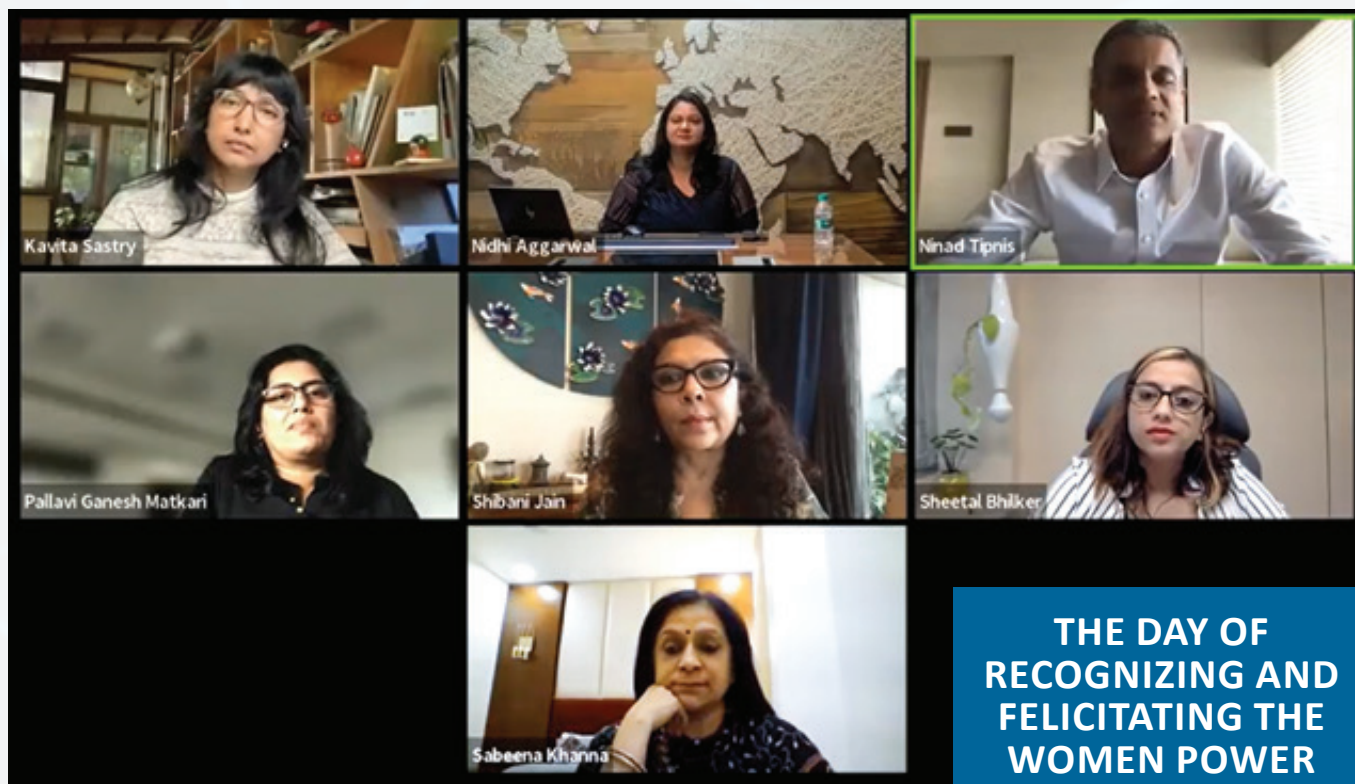 Kavita Sastry
Nidhi Aggarwal
Ninad Tipnis
Pallavi Ganesh Matkari
Shibani Jain
Sheetal Bhilker
Sabeena Khanna
THE DAY OF
RECOGNIZING AND
FELICITATING THE
WOMEN POWER